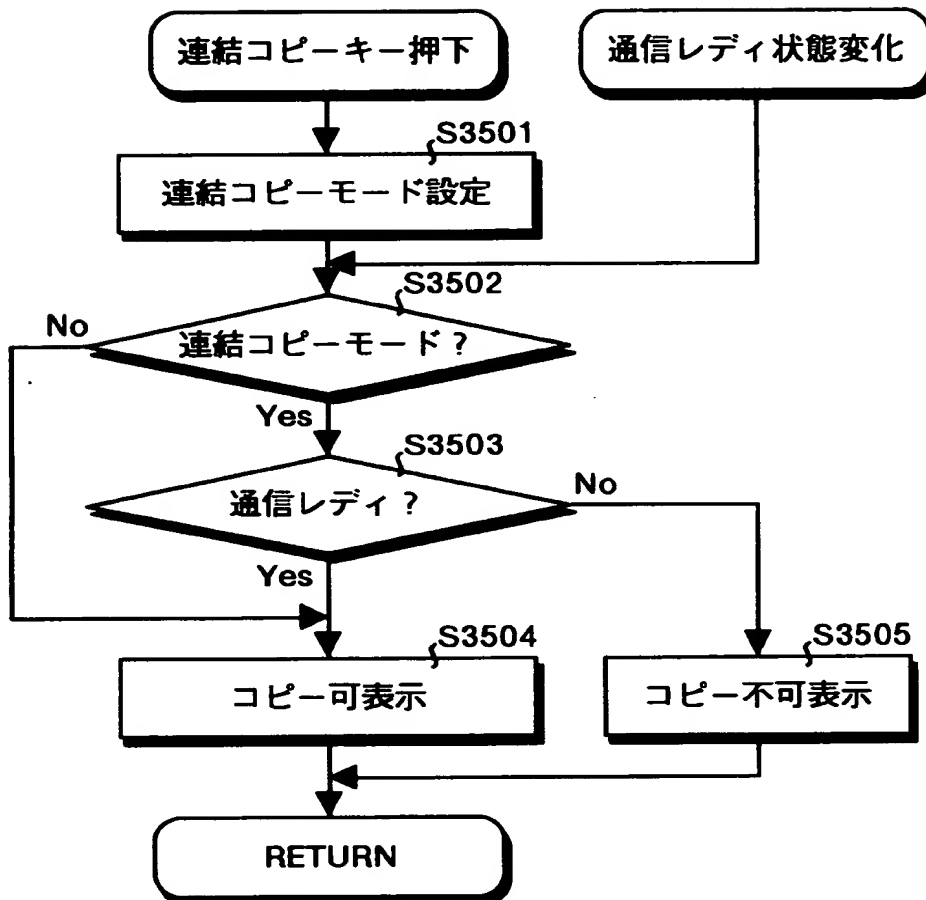 連結コピーキー押下
通信レディ状態変化
S3501
連結コピーモード設定
S3502
No
連結コピーモード？
Yes
S3503
No
通信レディ？
Yes
S3504
S3505
コピー可表示
コピー不可表示
RETURN